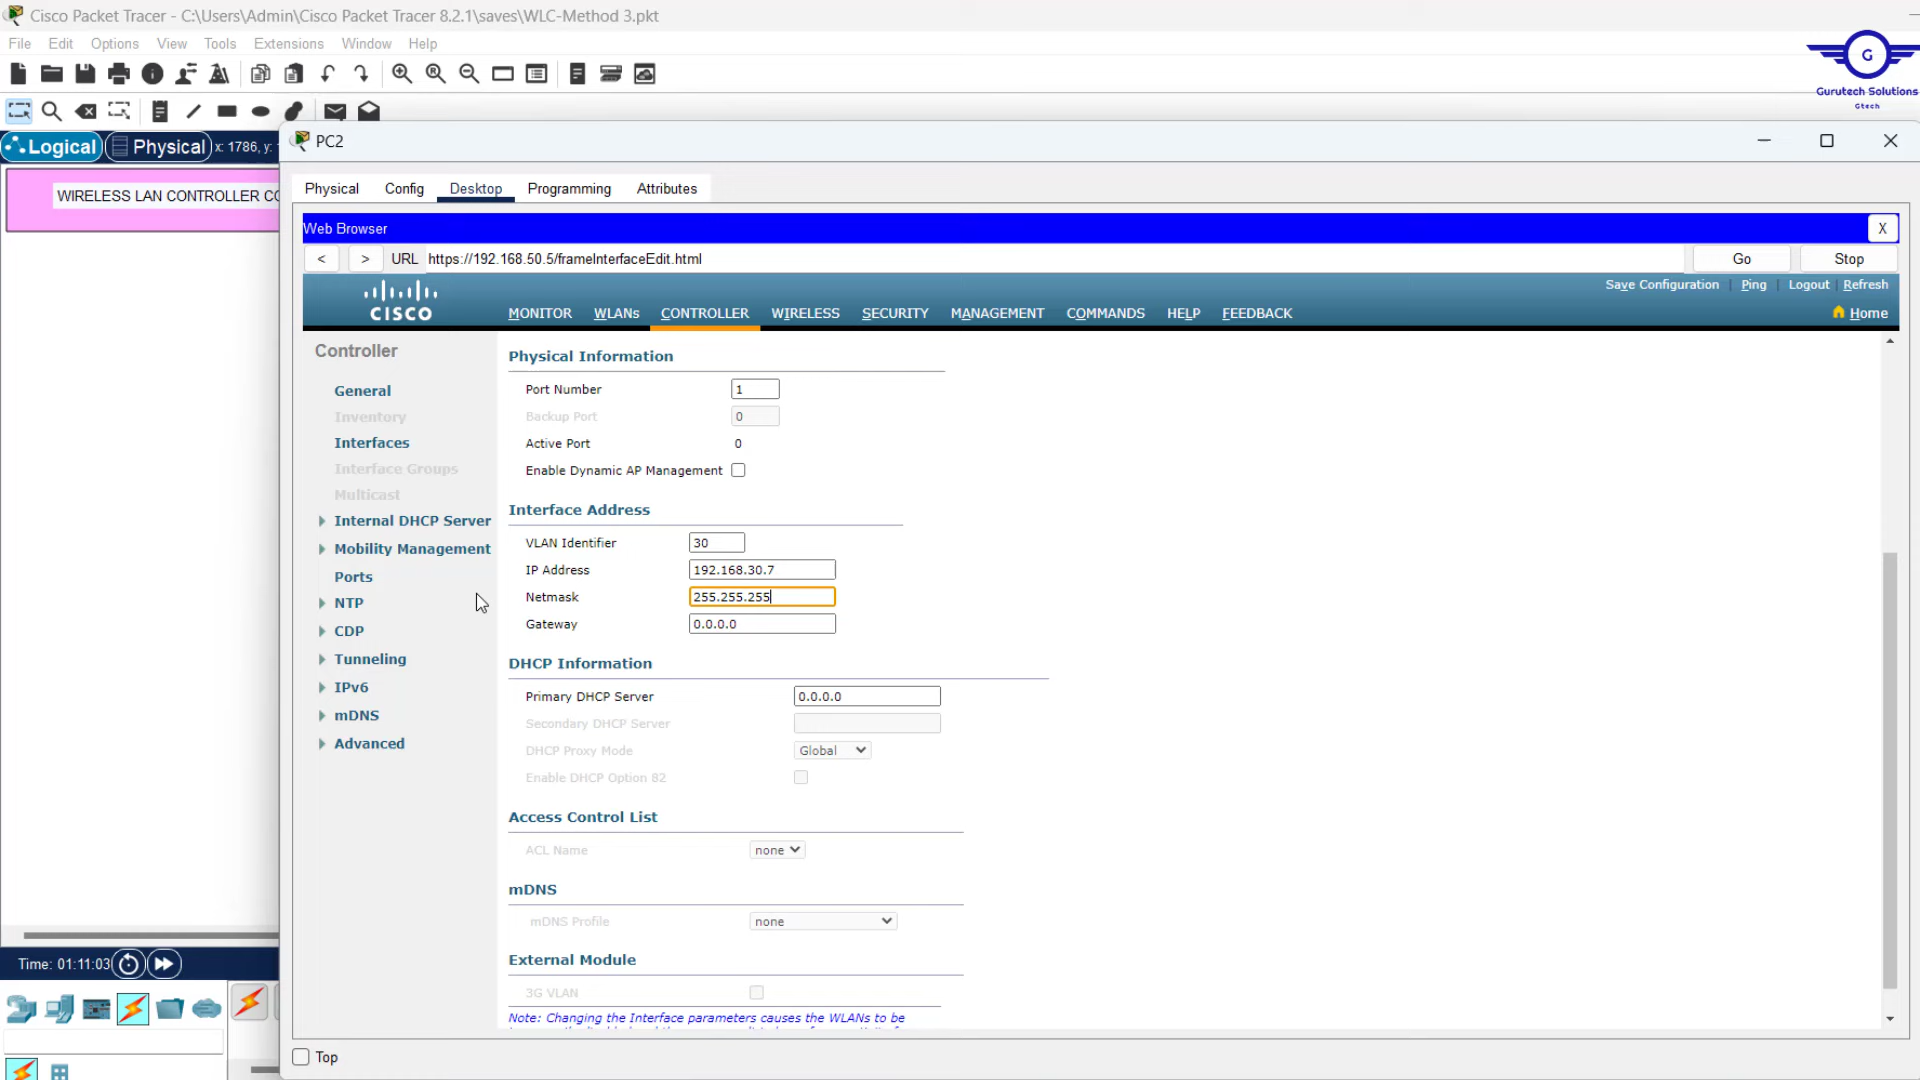 Cisco Packet Tracer - C:\Users\Admin\Cisco Packet Tracer 8.2.1\saves\WLC-Method 3.pkt
File Edit Options View Tools Extensions Window Help
G
Gurutech Solutions
Gtech
Logical Physical x: 1786, y:
PC2
WIRELESS LAN CONTROLLER CO
Physical Config Desktop Programming Attributes
Web Browser X
< > URL https://192.168.50.5/frameInterfaceEdit.html Go Stop
Save Configuration | Ping | Logout | Refresh
CISCO MONITOR WLANs CONTROLLER WIRELESS SECURITY MANAGEMENT COMMANDS HELP FEEDBACK Home
Controller
General
Inventory
Interfaces
Interface Groups
Multicast
Internal DHCP Server
Mobility Management
Ports
NTP
CDP
Tunneling
IPv6
mDNS
Advanced
Physical Information
Port Number 1
Backup Port 0
Active Port 0
Enable Dynamic AP Management
Interface Address
VLAN Identifier 30
IP Address 192.168.30.7
Netmask 255.255.255
Gateway 0.0.0.0
DHCP Information
Primary DHCP Server 0.0.0.0
Secondary DHCP Server
DHCP Proxy Mode Global
Enable DHCP Option 82
Access Control List
ACL Name none
mDNS
mDNS Profile none
External Module
3G VLAN
Note: Changing the Interface parameters causes the WLANs to be
Time: 01:11:03
Top